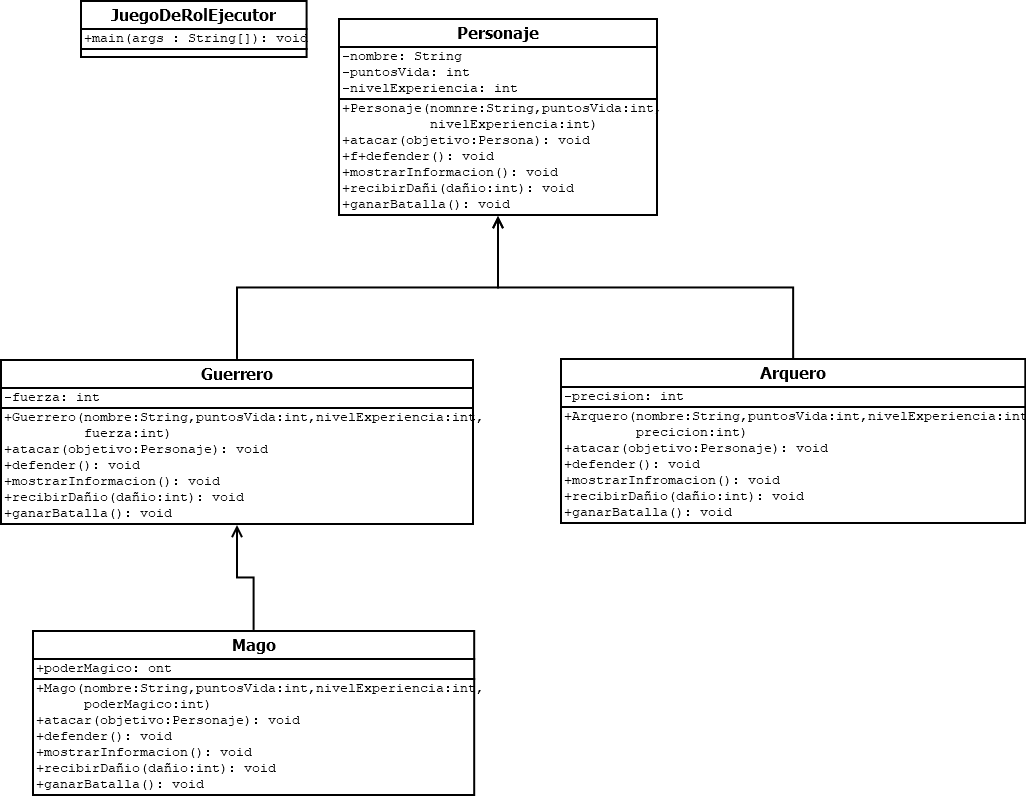 JuegoDeRolEjecutor
+main(args : String[]): void
Personaje
-nombre: String
-puntosVida: int
-nivelExperiencia: int
+Personaje(nomnre:String,puntosVida:int,
nivelExperiencia:int)
+atacar(objetivo:Persona): void
+f+defender(): void
+mostrarInformacion(): void
+recibirDañi(dañio:int): void
+ganarBatalla(): void
Guerrero
-fuerza: int
+Guerrero(nombre:String,puntosVida:int,nivelExperiencia:int,
fuerza:int)
+atacar(objetivo:Personaje): void
+defender(): void
+mostrarInformacion(): void
+recibirDañio(dañio:int): void
+ganarBatalla(): void
Arquero
-precision: int
+Arquero(nombre:String,puntosVida:int,nivelExperiencia:int
precicion:int)
+atacar(objetivo:Personaje): void
+defender(): void
+mostrarInfromacion(): void
+recibirDañio(dañio:int): void
+ganarBatalla(): void
Mago
+poderMagico: ont
+Mago(nombre:String,puntosVida:int,nivelExperiencia:int,
poderMagico:int)
+atacar(objetivo:Personaje): void
+defender(): void
+mostrarInformacion(): void
+recibirDañio(dañio:int): void
+ganarBatalla(): void